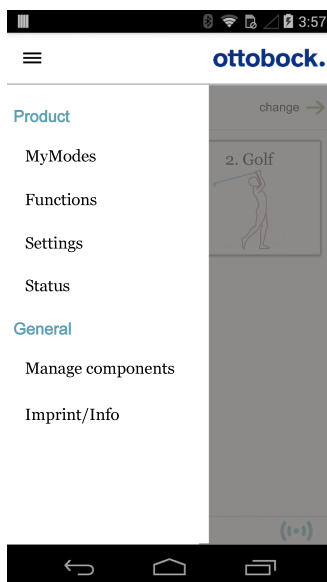 3:57
ottobock.
Product
change
MyModes
2. Golf
Functions
Settings
Status
General
Manage components
Imprint/Info